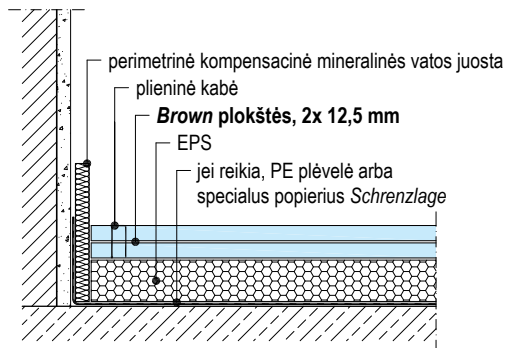 perimetrinė kompensacinė mineralinės vatos juosta
plieninė kabė
Brown plokštės, 2x 12,5 mm
EPS
jei reikia, PE plėvelė arba
specialus popierius Schrenzlage